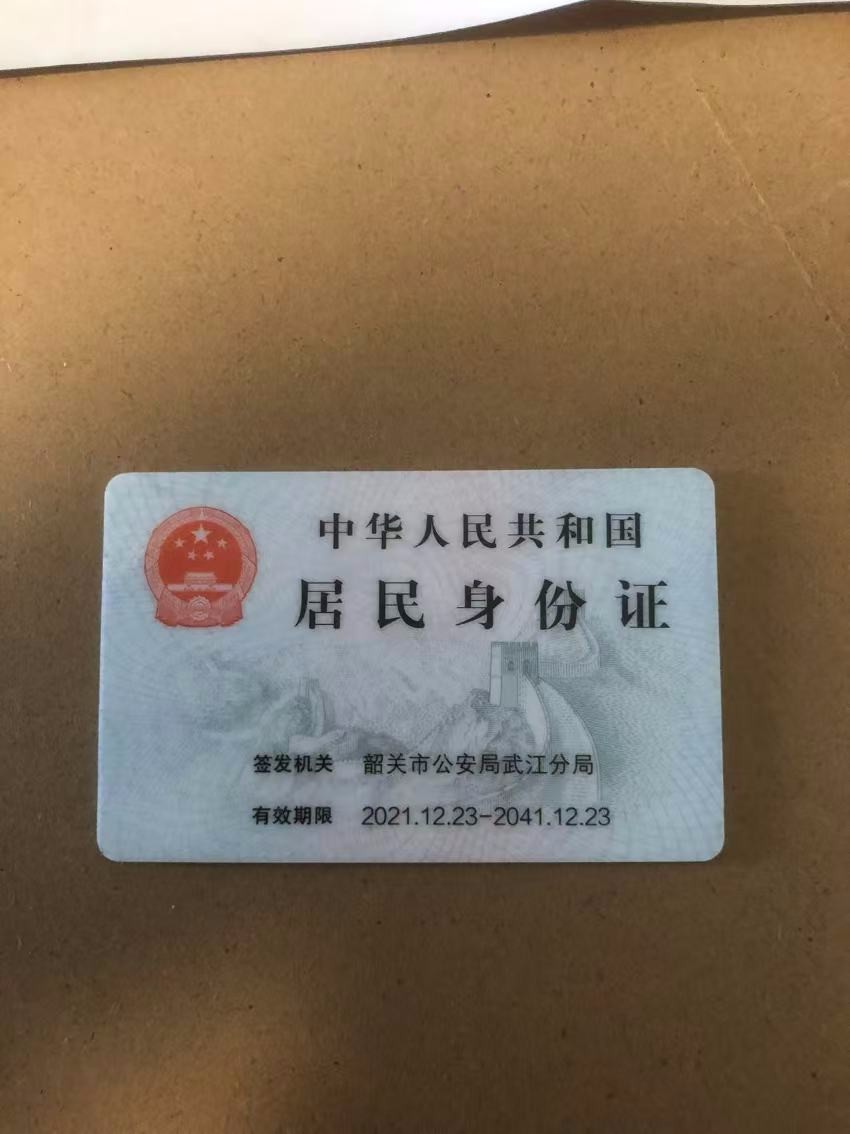 中华人民共和国
居民身份证
签发机关 韶关市公安局武江分局
有效期限 2021.12.23-2041.12.23